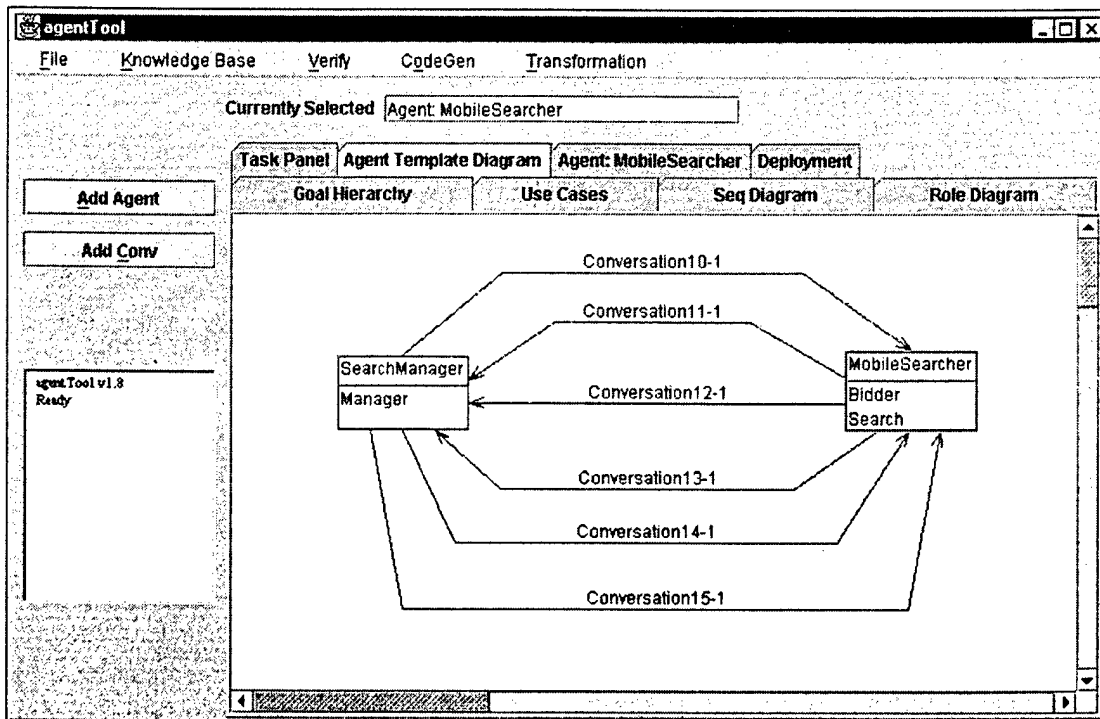 agentTool
File Knowledge Base Verify CodeGen Transformation
Currently Selected Agent: MobileSearcher
Task Panel Agent Template Diagram Agent: MobileSearcher Deployment
Goal Hierarchy Use Cases Seq Diagram Role Diagram
Add Agent
Add Conv
agentTool v1.8
Ready
Conversation10-1
Conversation11-1
SearchManager
Manager
Conversation12-1
MobileSearcher
Bidder
Search
Conversation13-1
Conversation14-1
Conversation15-1